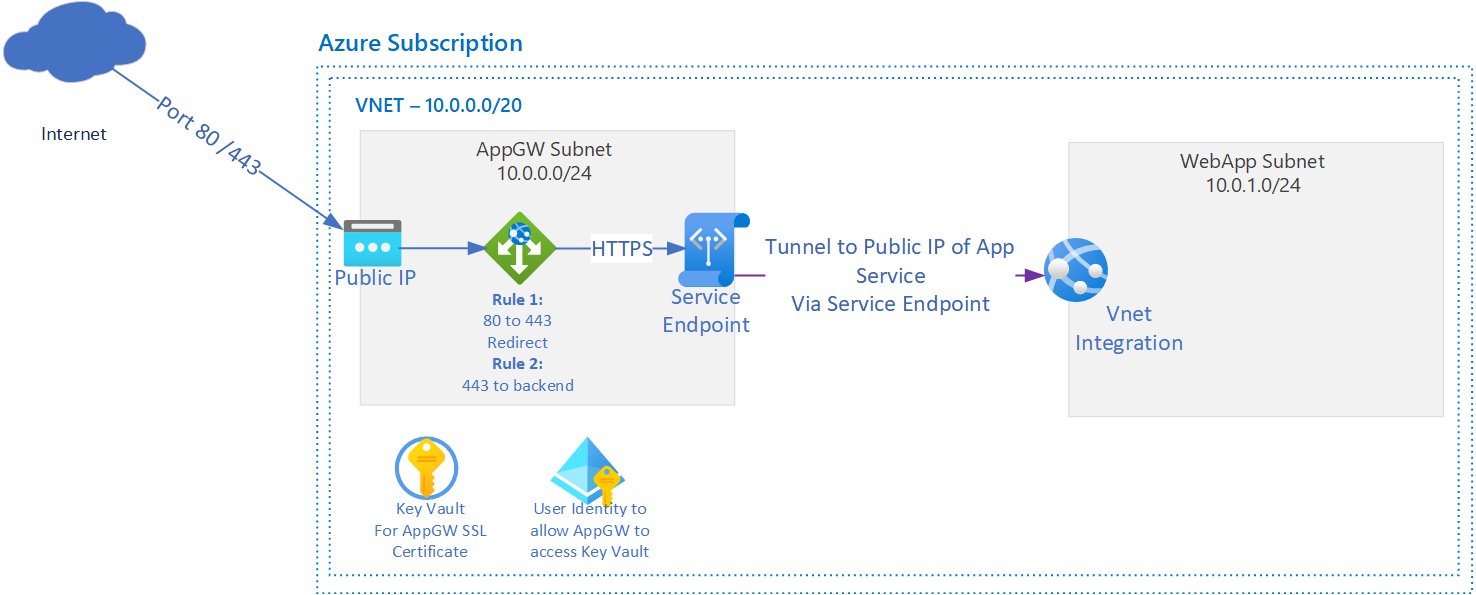 Azure Subscription
Internet
Port 80 /443
VNET – 10.0.0.0/20
AppGW Subnet
10.0.0.0/24
WebApp Subnet
10.0.1.0/24
Public IP
HTTPS
Rule 1:
80 to 443
Redirect
Rule 2:
443 to backend
Service
Endpoint
Tunnel to Public IP of App
Service
Via Service Endpoint
Vnet
Integration
Key Vault
For AppGW SSL
Certificate
User Identity to
allow AppGW to
access Key Vault